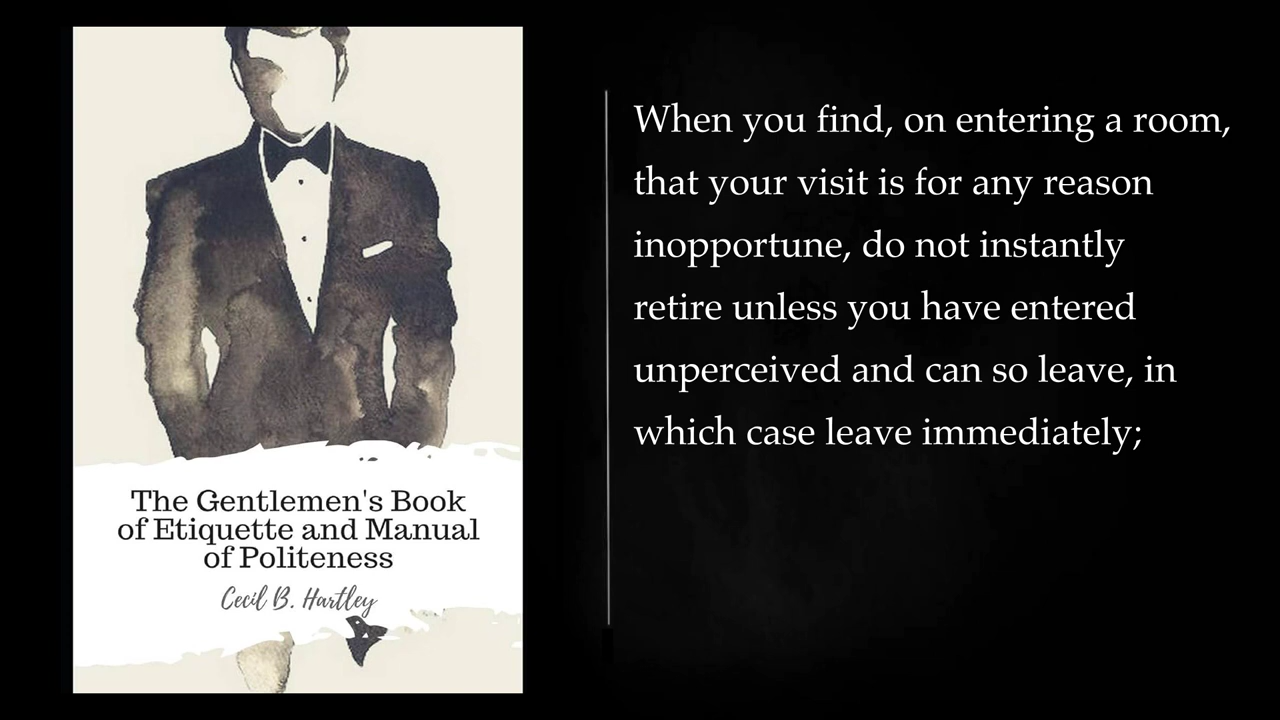 The Gentlemen's Book
of Etiquette and Manual
of Politeness
Cecil B. Hartley
When you find, on entering a room,
that your visit is for any reason
inopportune, do not instantly
retire unless you have entered
unperceived and can so leave, in
which case leave immediately;